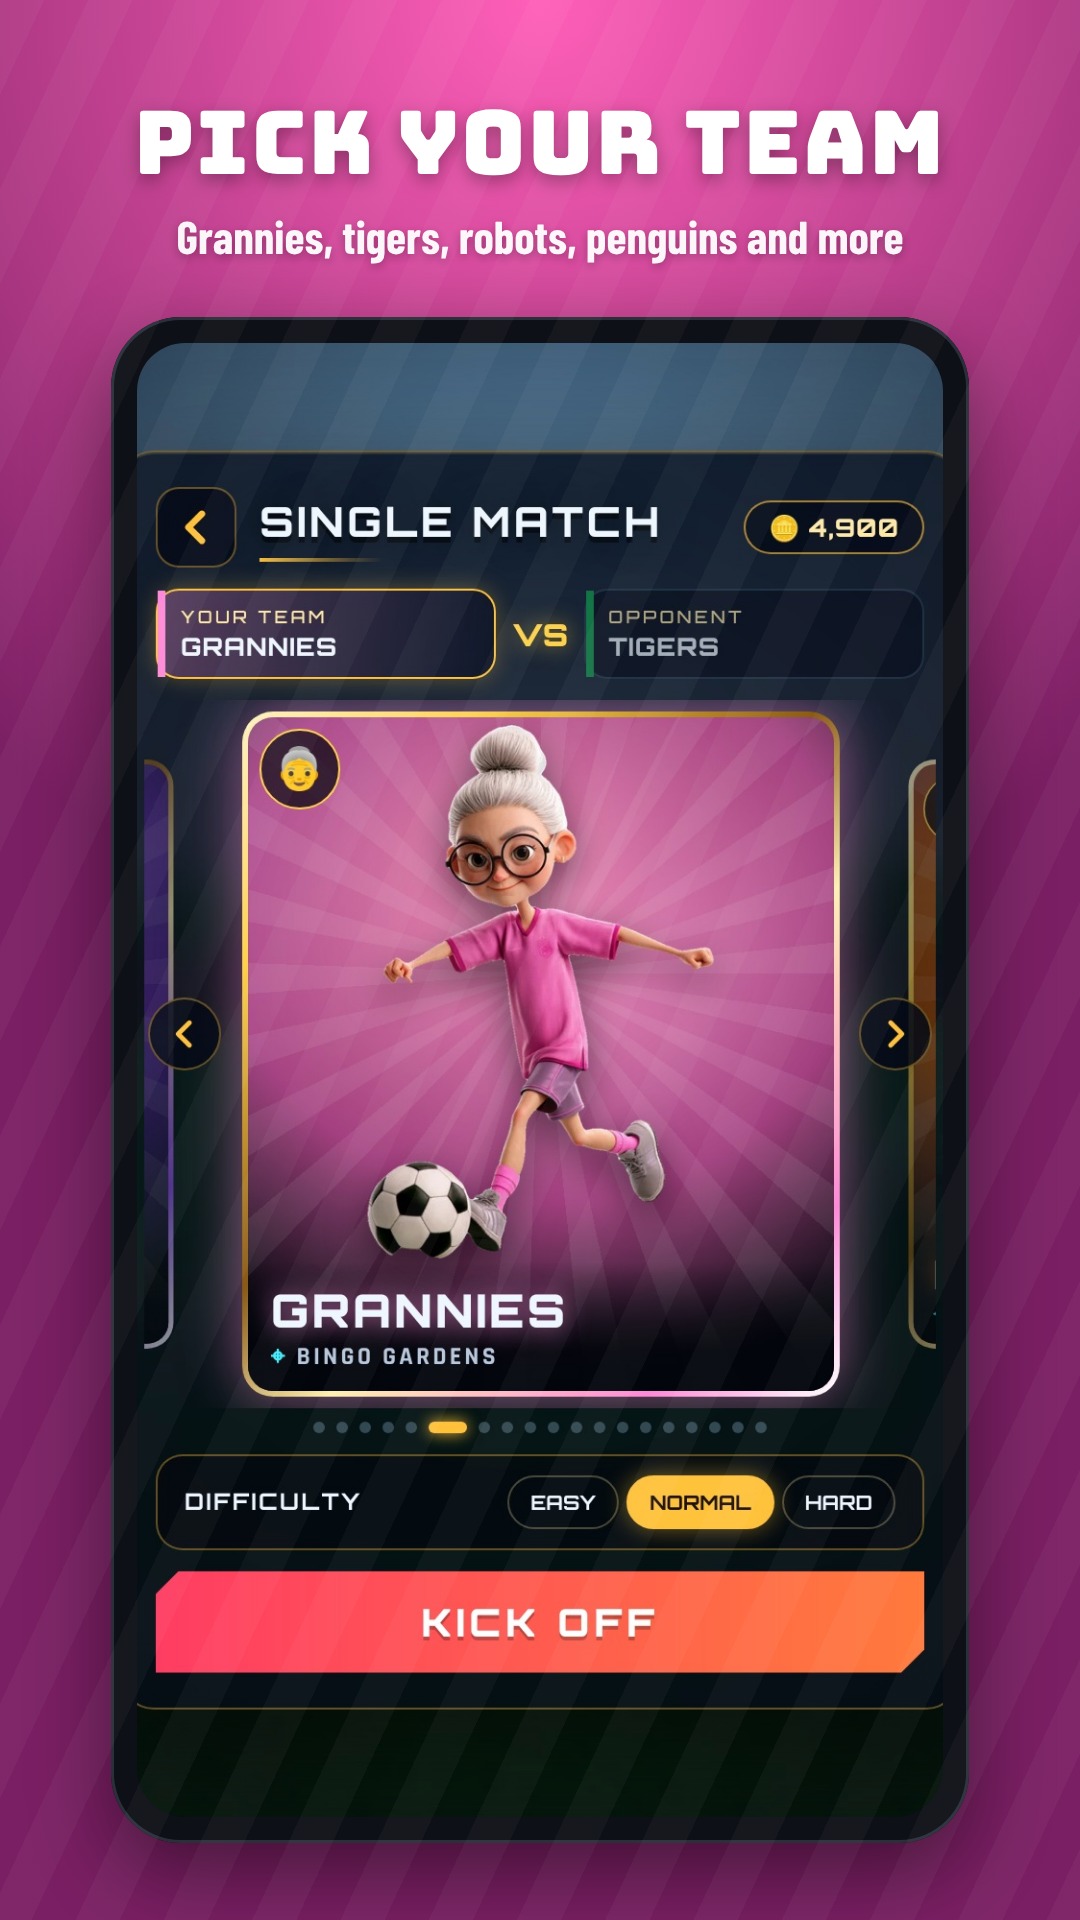 PICK YOUR TEAM
Grannies, tigers, robots, penguins and more
SINGLE MATCH
4,900
YOUR TEAM
GRANNIES
VS
OPPONENT
TIGERS
GRANNIES
BINGO GARDENS
DIFFICULTY
EASY
NORMAL
HARD
KICK OFF